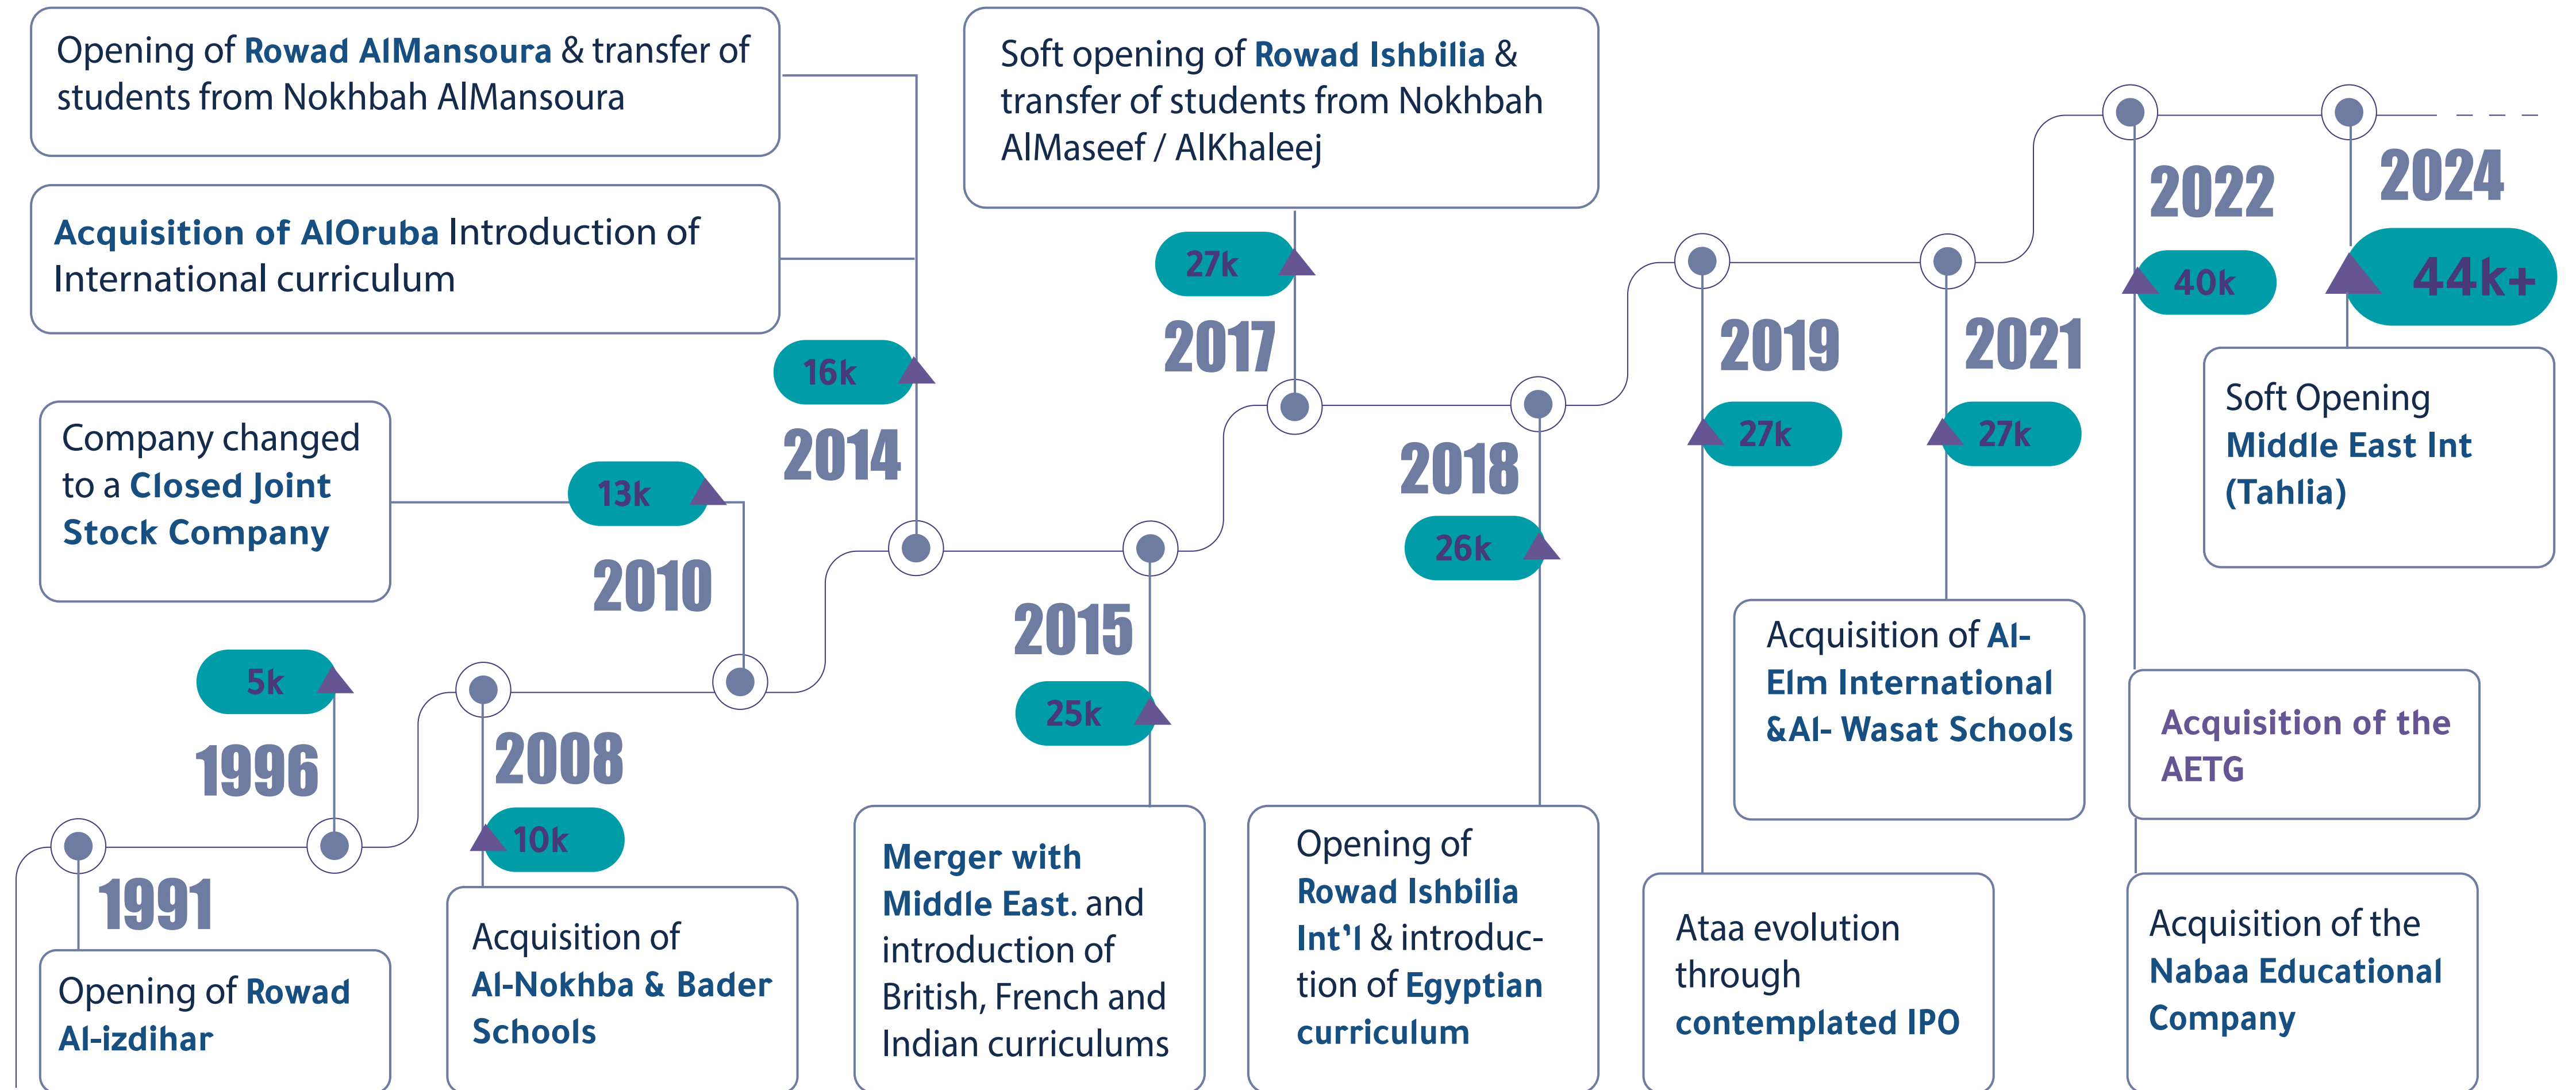 Opening of Rowad AlMansoura & transfer of
students from Nokhbah AlMansoura
Acquisition of AlOruba Introduction of
International curriculum
Soft opening of Rowad Ishbilia &
transfer of students from Nokhbah
AlMaseef / AlKhaleej
Company changed
to a Closed Joint
Stock Company
1991
Opening of Rowad
Al-izdihar
5k
1996
2008
10k
Acquisition of
Al-Nokhba & Bader
Schools
13k
2010
16k
2014
2015
25k
Merger with
Middle East. and
introduction of
British, French and
Indian curriculums
27k
2017
2018
26k
Opening of
Rowad Ishbilia
Int'l & introduc-
tion of Egyptian
curriculum
2019
27k
Ataa evolution
through
contemplated IPO
2021
27k
Acquisition of Al-
Elm International
&Al- Wasat Schools
2022
40k
Acquisition of the
AETG
Acquisition of the
Nabaa Educational
Company
2024
44k+
Soft Opening
Middle East Int
(Tahlia)